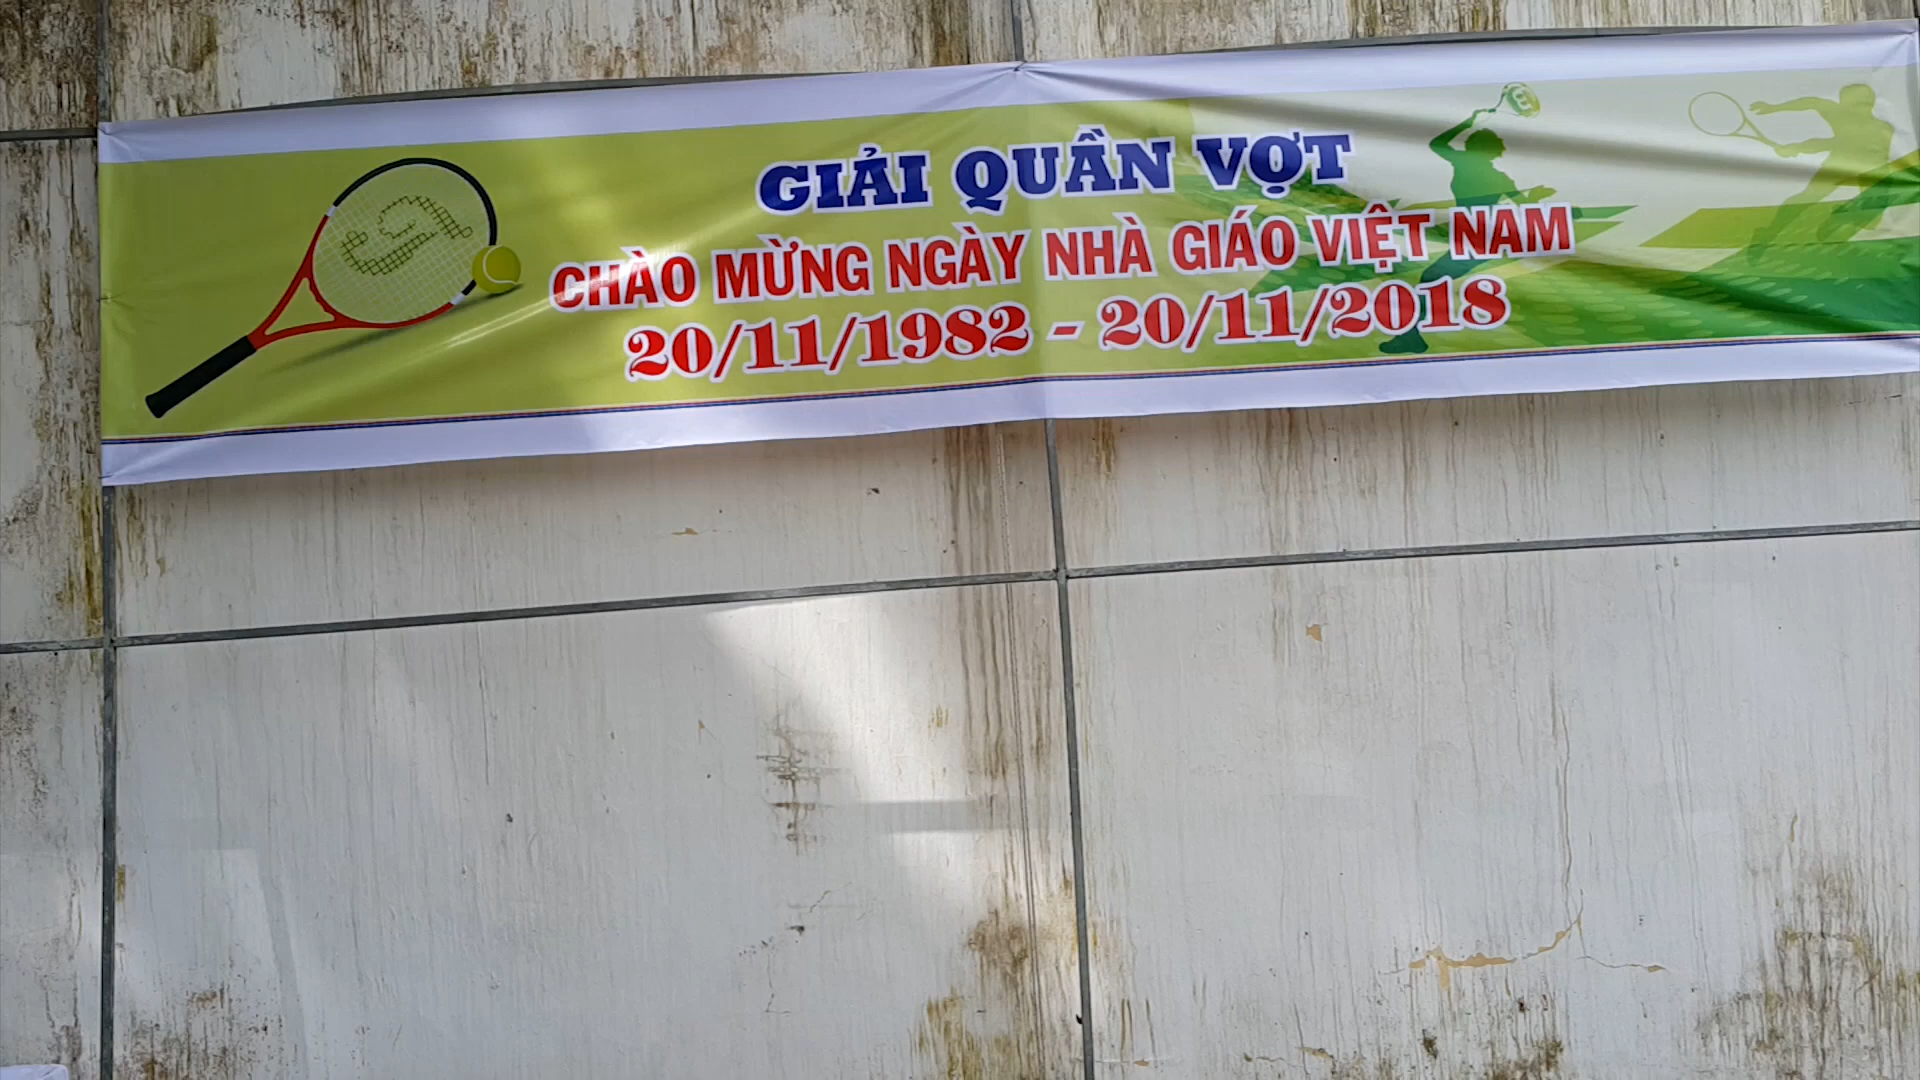 GIẢI QUẦN VỢT
CHÀO MỪNG NGÀY NHÀ GIÁO VIỆT NAM
20/11/1982 - 20/11/2018